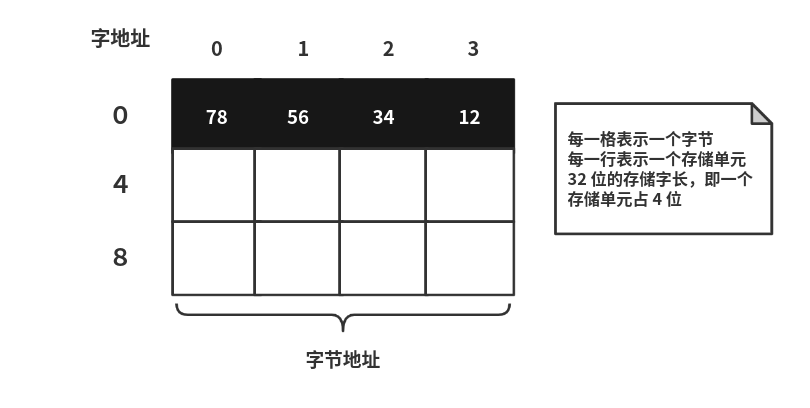 字地址
0 1 2 3
0 78 56 34 12
4
8
字节地址
每一格表示一个字节
每一行表示一个存储单元
32 位的存储字长，即一个
存储单元占 4 位